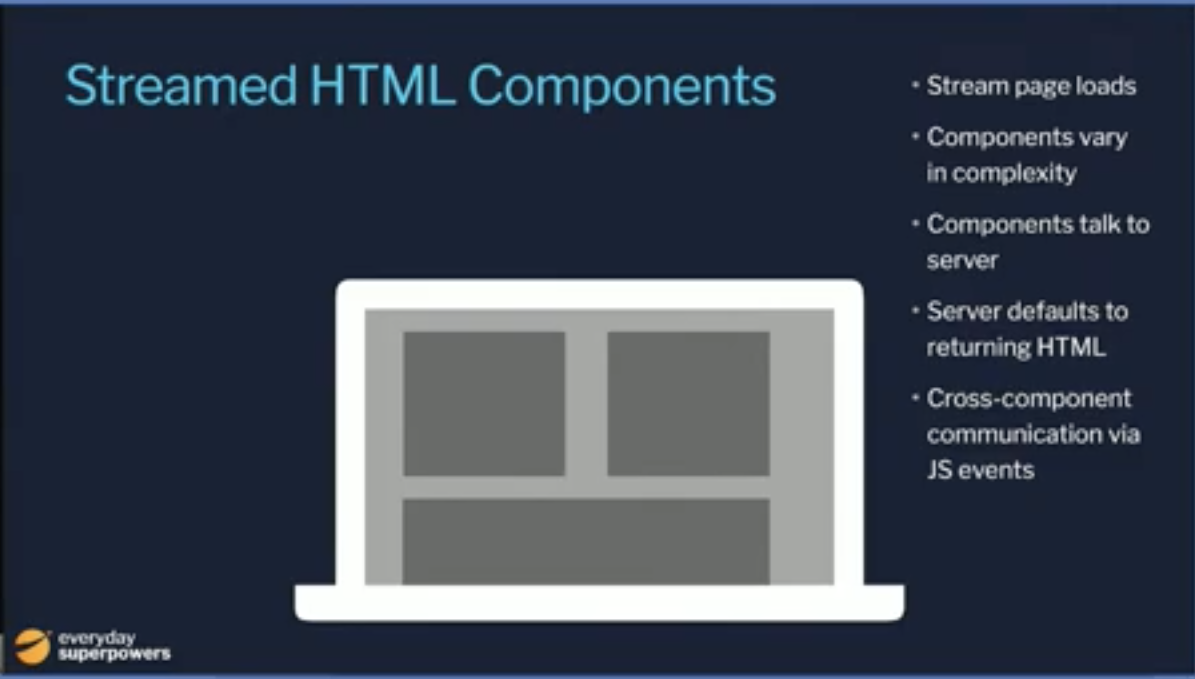 Streamed HTML Components
• Stream page loads
• Components vary
in complexity
• Components talk to
server
• Server defaults to
returning HTML
• Cross-component
communication via
JS events
everyday
superpowers